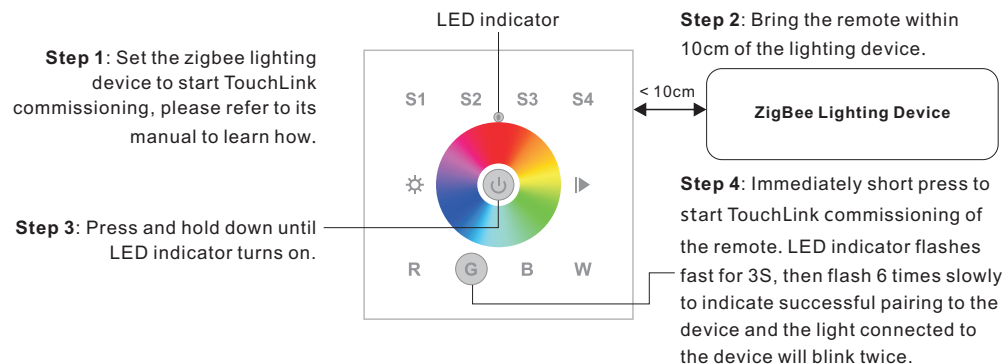 LED indicator
Step 1: Set the zigbee lighting
device to start TouchLink
commissioning, please refer to its
manual to learn how.
Step 2: Bring the remote within
10cm of the lighting device.
S1 S2 S3 S4
< 10cm
ZigBee Lighting Device
Step 3: Press and hold down until
LED indicator turns on.
R G B W
Step 4: Immediately short press to
start TouchLink commissioning of
the remote. LED indicator flashes
fast for 3S, then flash 6 times slowly
to indicate successful pairing to the
device and the light connected to
the device will blink twice.